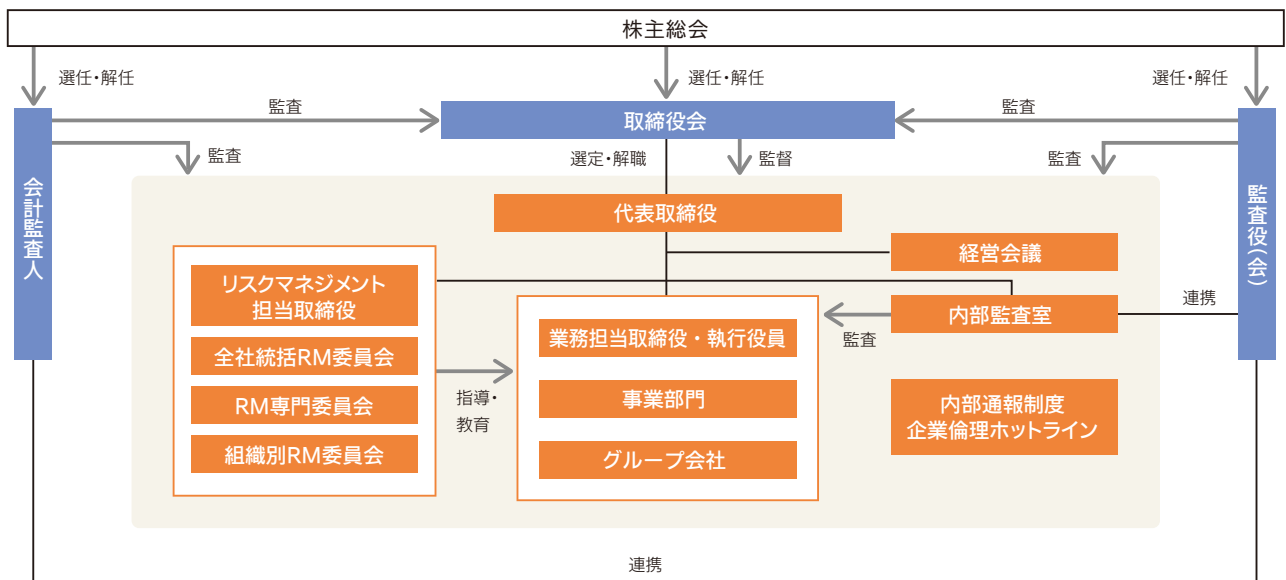 株主総会
選任・解任
選任・解任
選任・解任
監査
取締役会
監査
監査
選定・解職
監督
監査
会計監査人
監査役(会)
代表取締役
経営会議
リスクマネジメント
担当取締役
全社統括RM委員会
RM専門委員会
組織別RM委員会
指導・
教育
業務担当取締役・執行役員
事業部門
グループ会社
監査
内部監査室
連携
内部通報制度
企業倫理ホットライン
連携